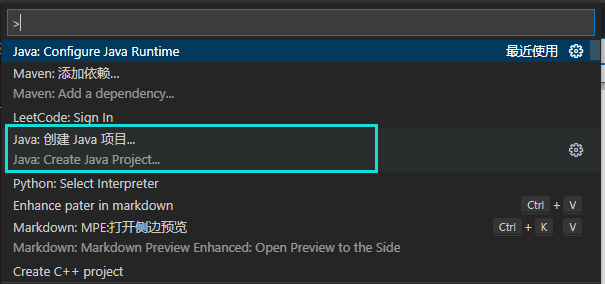 >
Java: Configure Java Runtime 最近使用
Maven: 添加依赖...
Maven: Add a dependency...
LeetCode: Sign In
Java: 创建 Java 项目...
Java: Create Java Project...
Python: Select Interpreter
Enhance pater in markdown Ctrl + V
Markdown: MPE:打开侧边预览 Ctrl + K V
Markdown: Markdown Preview Enhanced: Open Preview to the Side
Create C++ project